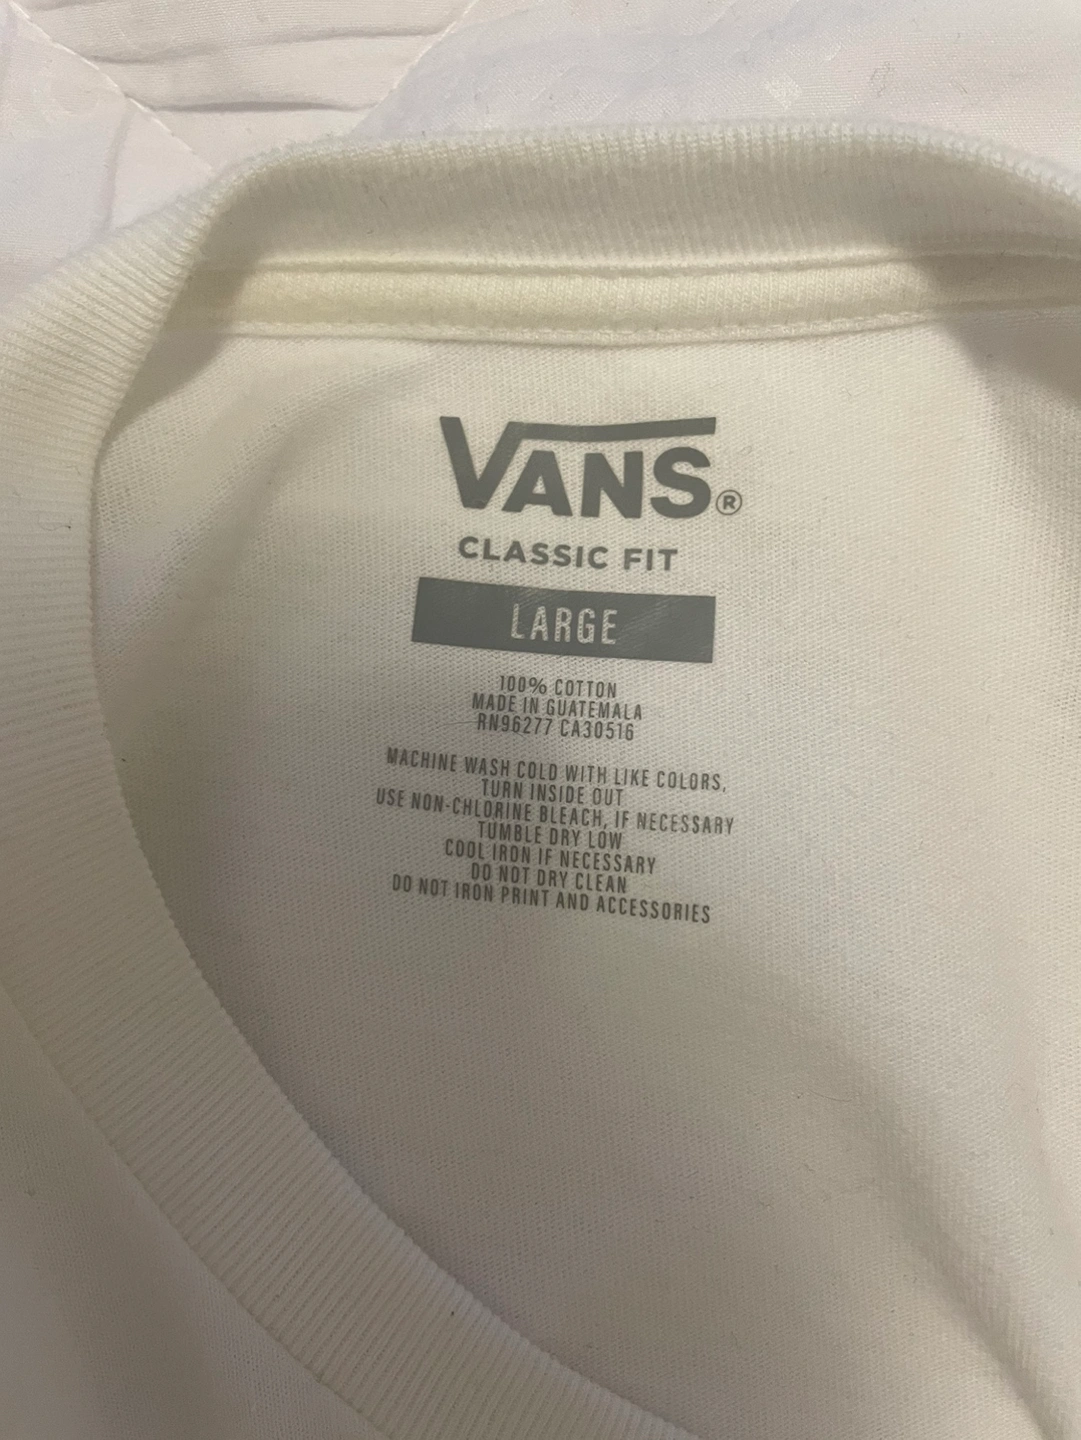 VANS®
CLASSIC FIT
LARGE
100% COTTON
MADE IN GUATEMALA
RN96277 CA30516
MACHINE WASH COLD WITH LIKE COLORS,
TURN INSIDE OUT
USE NON-CHLORINE BLEACH, IF NECESSARY
TUMBLE DRY LOW
COOL IRON IF NECESSARY
DO NOT DRY CLEAN
DO NOT IRON PRINT AND ACCESSORIES